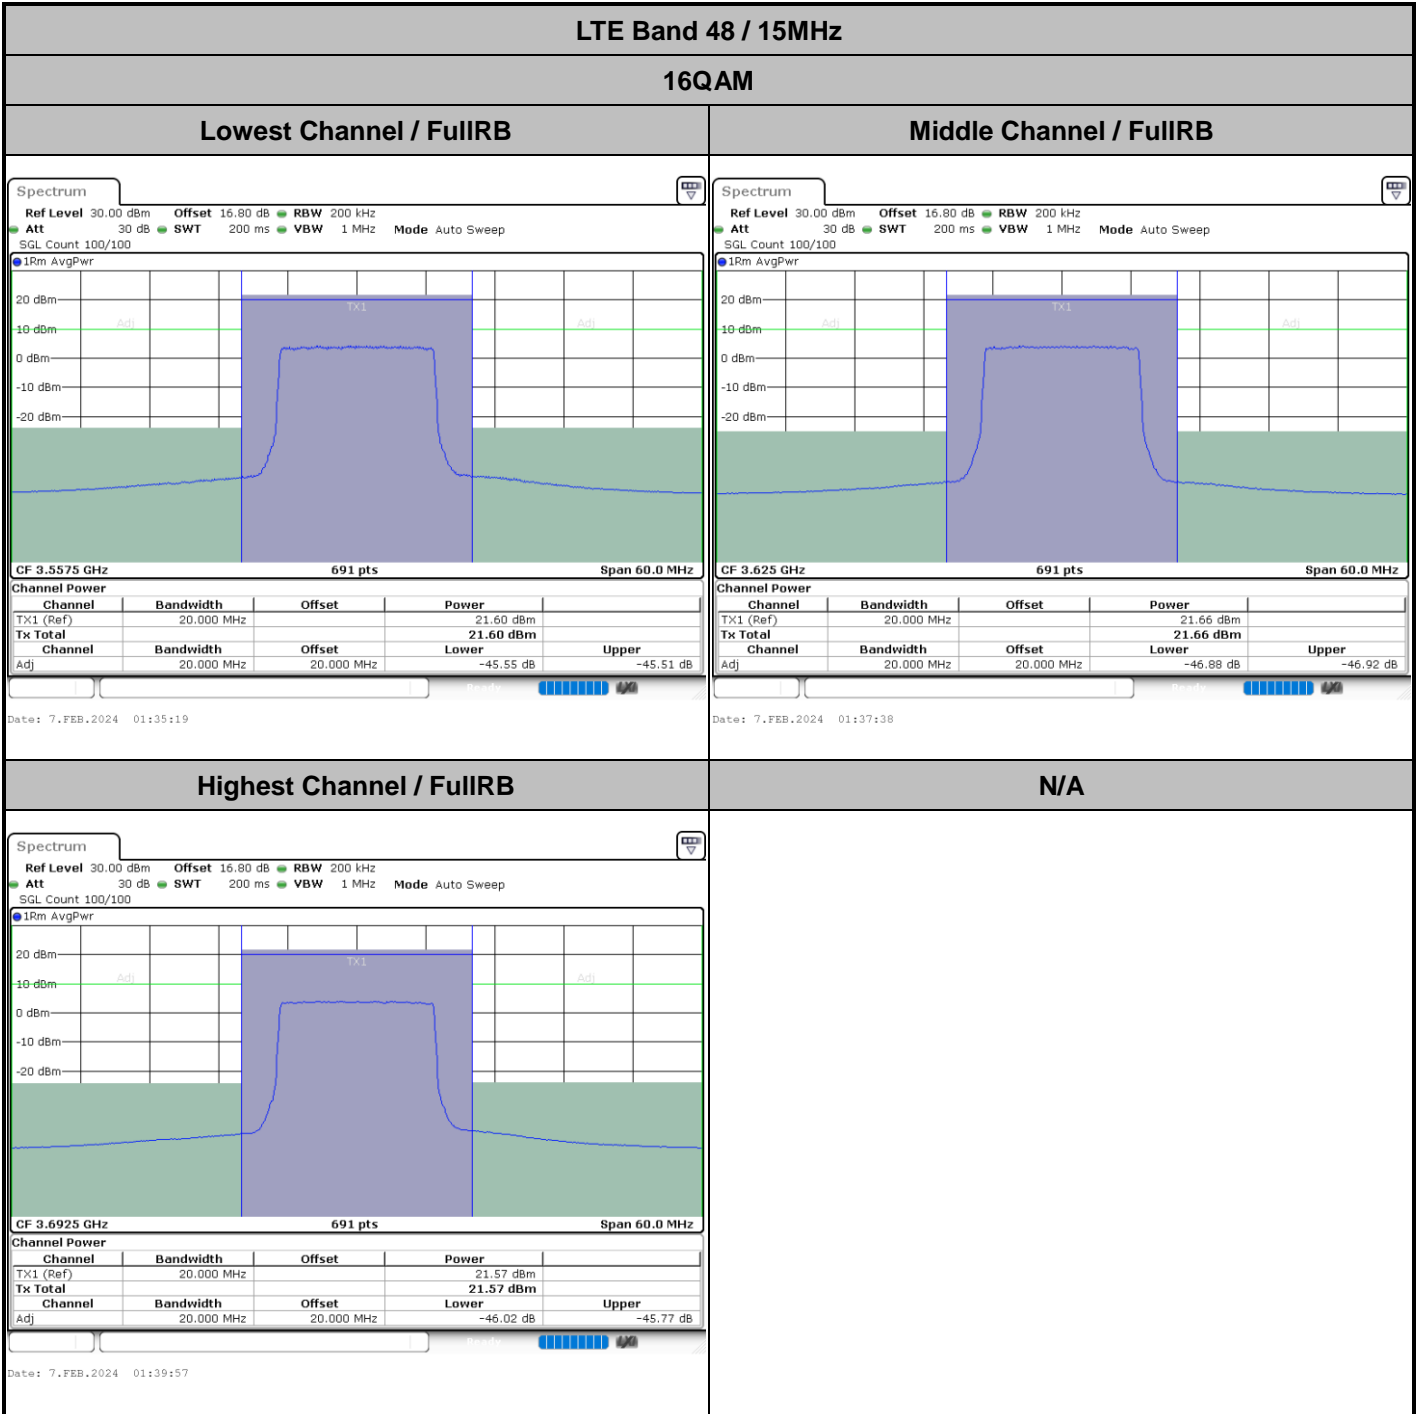 LTE Band 48 / 15MHz
16QAM
Lowest Channel / FullRB
Middle Channel / FullRB
Spectrum
Ref Level 30.00 dBm Offset 16.80 dB RBW 200 kHz
Att 30 dB SWT 200 ms VBW 1 MHz Mode Auto Sweep
SGL Count 100/100
1Rm AvgPwr
TX1
20 dBm
Adj Adj
10 dBm
0 dBm
-10 dBm
-20 dBm
CF 3.5575 GHz 691 pts Span 60.0 MHz
Channel Power
Channel Bandwidth Offset Power
TX1 (Ref) 20.000 MHz 21.60 dBm
Tx Total 21.60 dBm
Channel Bandwidth Offset Lower Upper
Adj 20.000 MHz 20.000 MHz -45.55 dB -45.51 dB
Ready
Date: 7.FEB.2024 01:35:19
Spectrum
Ref Level 30.00 dBm Offset 16.80 dB RBW 200 kHz
Att 30 dB SWT 200 ms VBW 1 MHz Mode Auto Sweep
SGL Count 100/100
1Rm AvgPwr
TX1
20 dBm
Adj Adj
10 dBm
0 dBm
-10 dBm
-20 dBm
CF 3.625 GHz 691 pts Span 60.0 MHz
Channel Power
Channel Bandwidth Offset Power
TX1 (Ref) 20.000 MHz 21.66 dBm
Tx Total 21.66 dBm
Channel Bandwidth Offset Lower Upper
Adj 20.000 MHz 20.000 MHz -46.88 dB -46.92 dB
Ready
Date: 7.FEB.2024 01:37:38
Highest Channel / FullRB
N/A
Spectrum
Ref Level 30.00 dBm Offset 16.80 dB RBW 200 kHz
Att 30 dB SWT 200 ms VBW 1 MHz Mode Auto Sweep
SGL Count 100/100
1Rm AvgPwr
TX1
20 dBm
Adj Adj
10 dBm
0 dBm
-10 dBm
-20 dBm
CF 3.6925 GHz 691 pts Span 60.0 MHz
Channel Power
Channel Bandwidth Offset Power
TX1 (Ref) 20.000 MHz 21.57 dBm
Tx Total 21.57 dBm
Channel Bandwidth Offset Lower Upper
Adj 20.000 MHz 20.000 MHz -46.02 dB -45.77 dB
Ready
Date: 7.FEB.2024 01:39:57